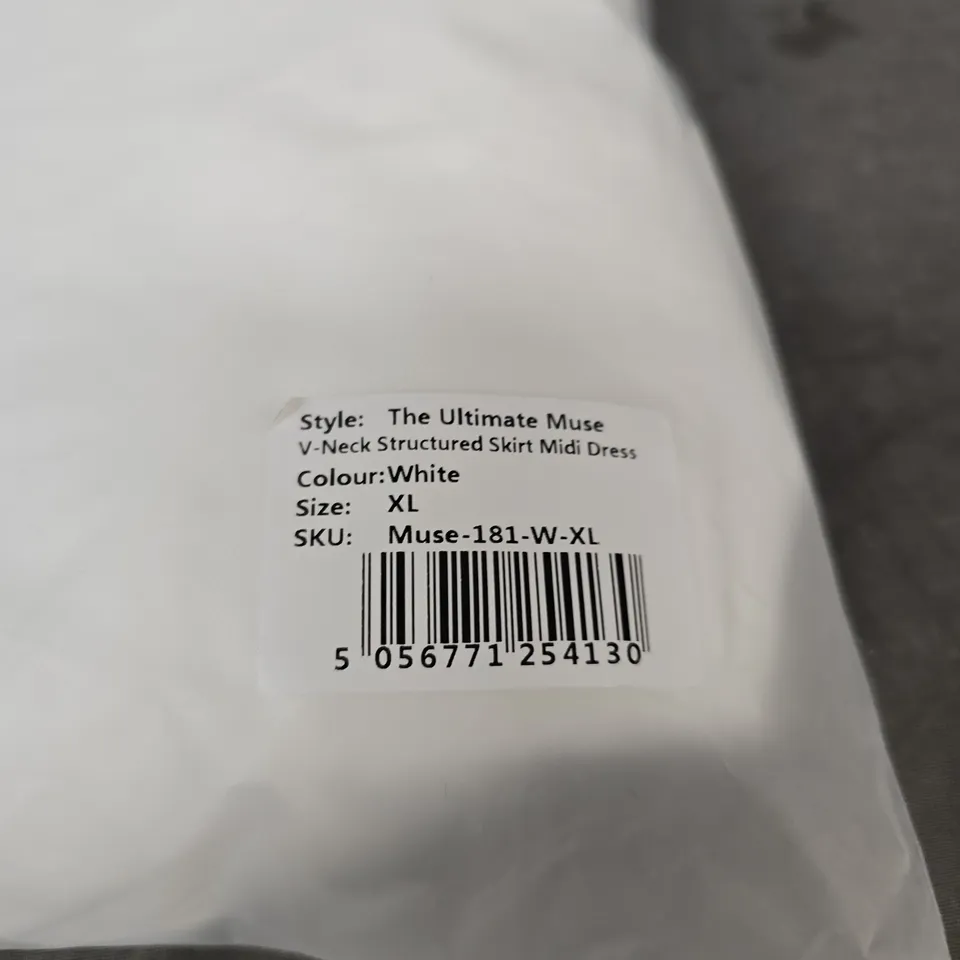 Style: The Ultimate Muse
V-Neck Structured Skirt Midi Dress
Colour: White
Size: XL
SKU: Muse-181-W-XL
5 056771 254130